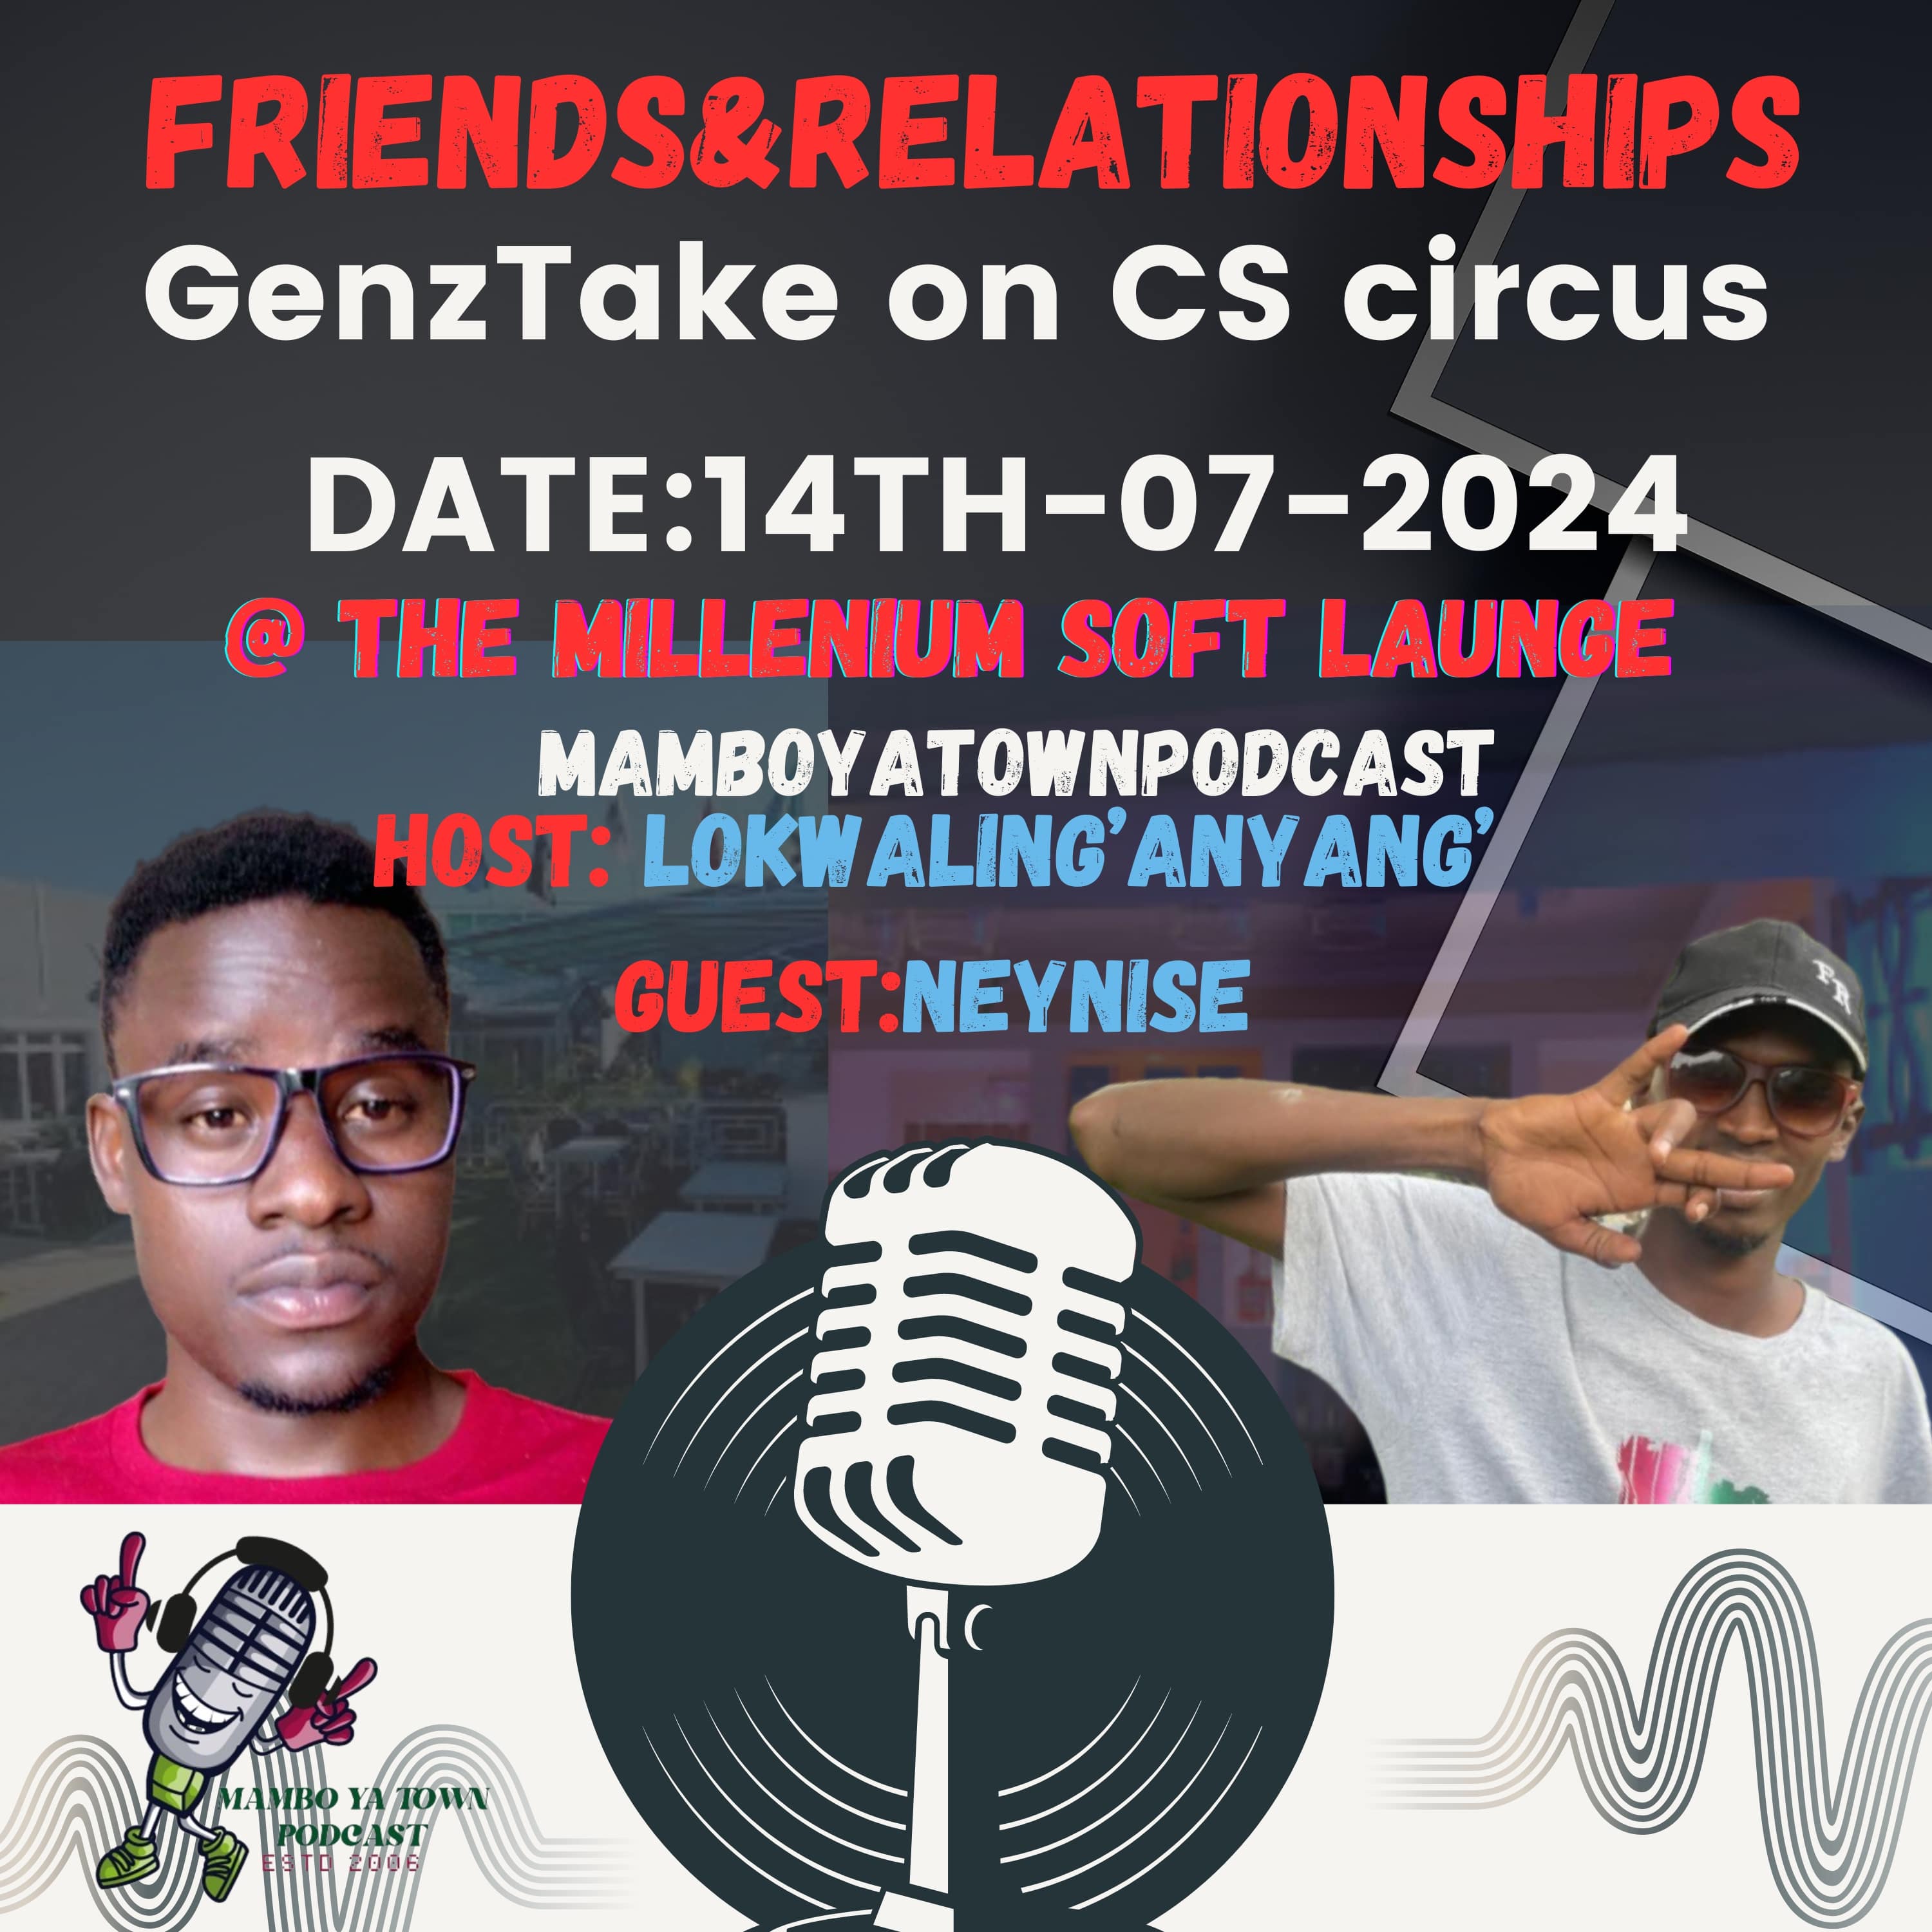 FRIENDS&RELATIONSHIPS
GenzTake on CS circus
DATE:14TH-07-2024
@ THE MILLENIUM SOFT LAUNGE
MAMBOYATOWNPODCAST
HOST: LOKWALING'ANYANG'
GUEST:NEYNISE
PR
MAMBO YA TOWN
PODCAST
ESTD 2006